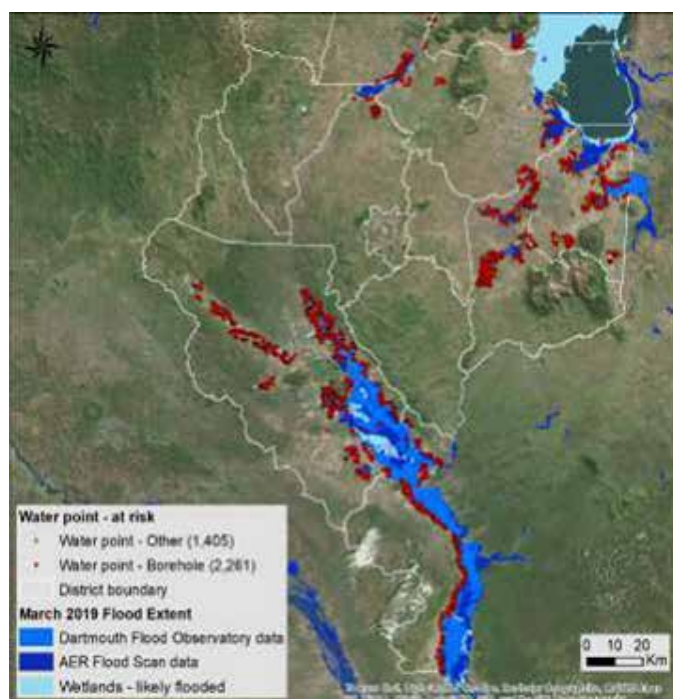 Water point - at risk
Water point - Other (1,405)
Water point - Borehole (2,261)
District boundary
March 2019 Flood Extent
Dartmouth Flood Observatory data
AER Flood Scan data
Wetlands - likely flooded
0 10 20
Km